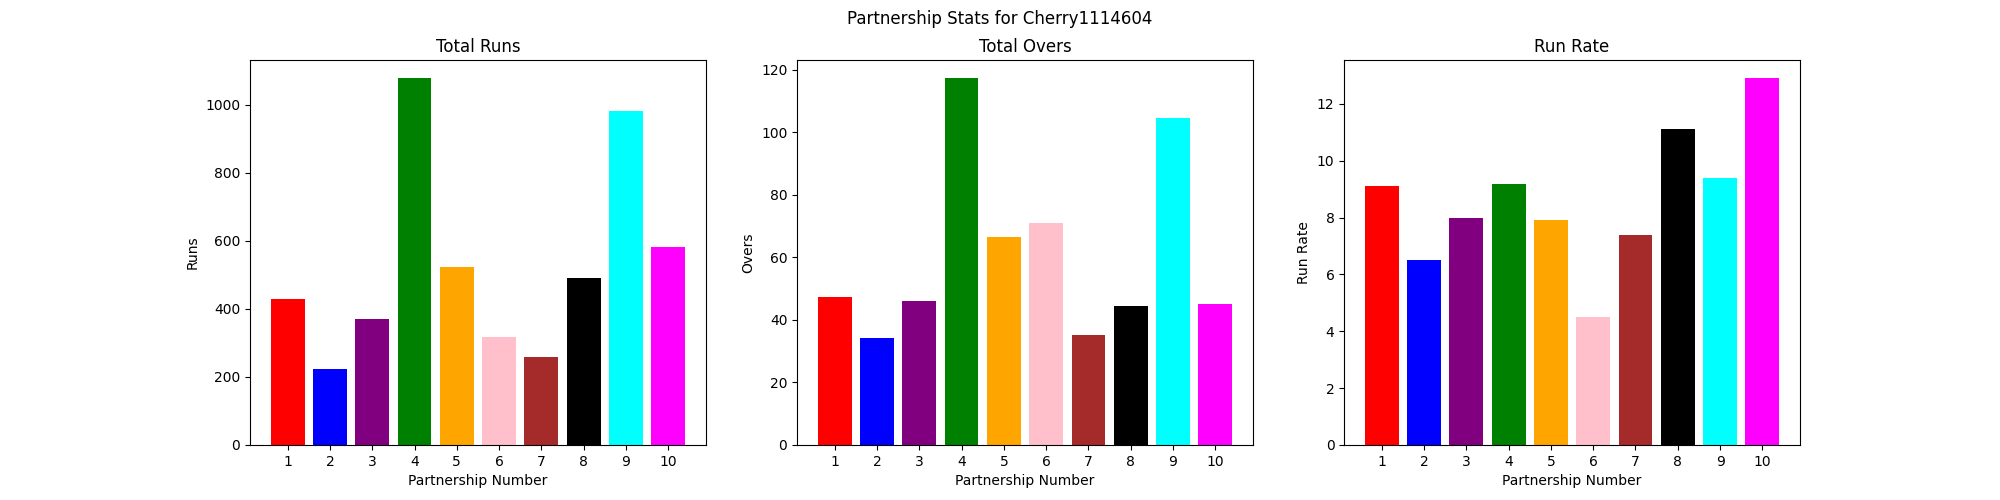 Partnership Stats for Cherry1114604
Total Runs
Runs
1000
800
600
400
200
0
1 2 3 4 5 6 7 8 9 10
Partnership Number
Total Overs
Overs
120
100
80
60
40
20
0
1 2 3 4 5 6 7 8 9 10
Partnership Number
Run Rate
Run Rate
12
10
8
6
4
2
0
1 2 3 4 5 6 7 8 9 10
Partnership Number